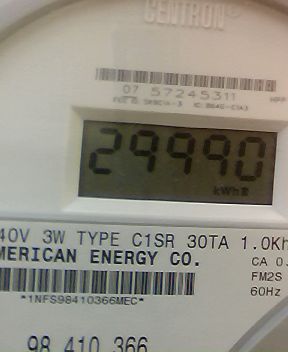 CENTRON®
07 57245311
29990
kWh
40V 3W TYPE C1SR 30TA 1.0Kh
MERICAN ENERGY CO.
CA 0.
FM2S
60Hz
*1NFS98410366MEC*
98 410 366